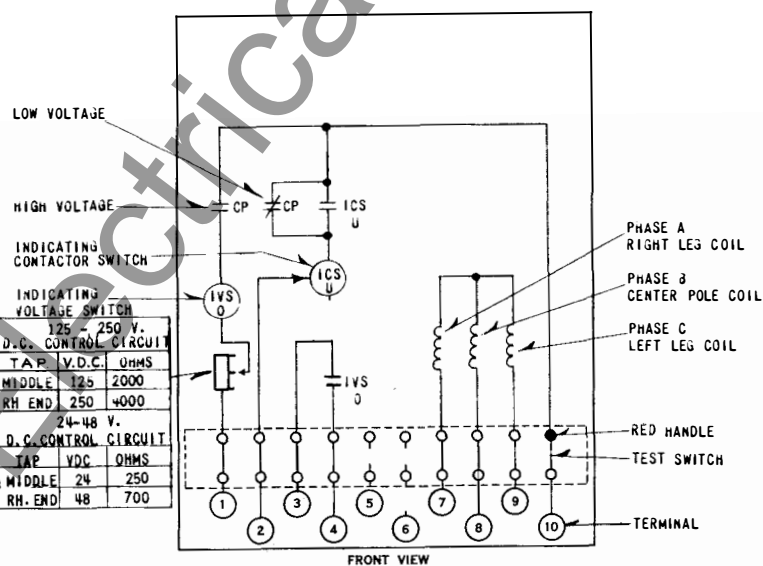 Electrica
LOW VOLTAGE
HIGH VOLTAGE
CP
CP
ICS
U
INDICATING
CONTACTOR SWITCH
ICS
U
INDICATING
VOLTAGE SWITCH
IVS
O
125 - 250 V.
D.C. CONTROL CIRCUIT
TAP V.D.C. OHMS
MIDDLE 125 2000
RH END 250 4000
24-48 V.
D.C. CONTROL CIRCUIT
TAP VDC OHMS
MIDDLE 24 250
RH. END 48 700
IVS
O
PHASE A
RIGHT LEG COIL
PHASE B
CENTER POLE COIL
PHASE C
LEFT LEG COIL
RED HANDLE
TEST SWITCH
1 3 5 7 9
2 4 6 8 10
TERMINAL
FRONT VIEW